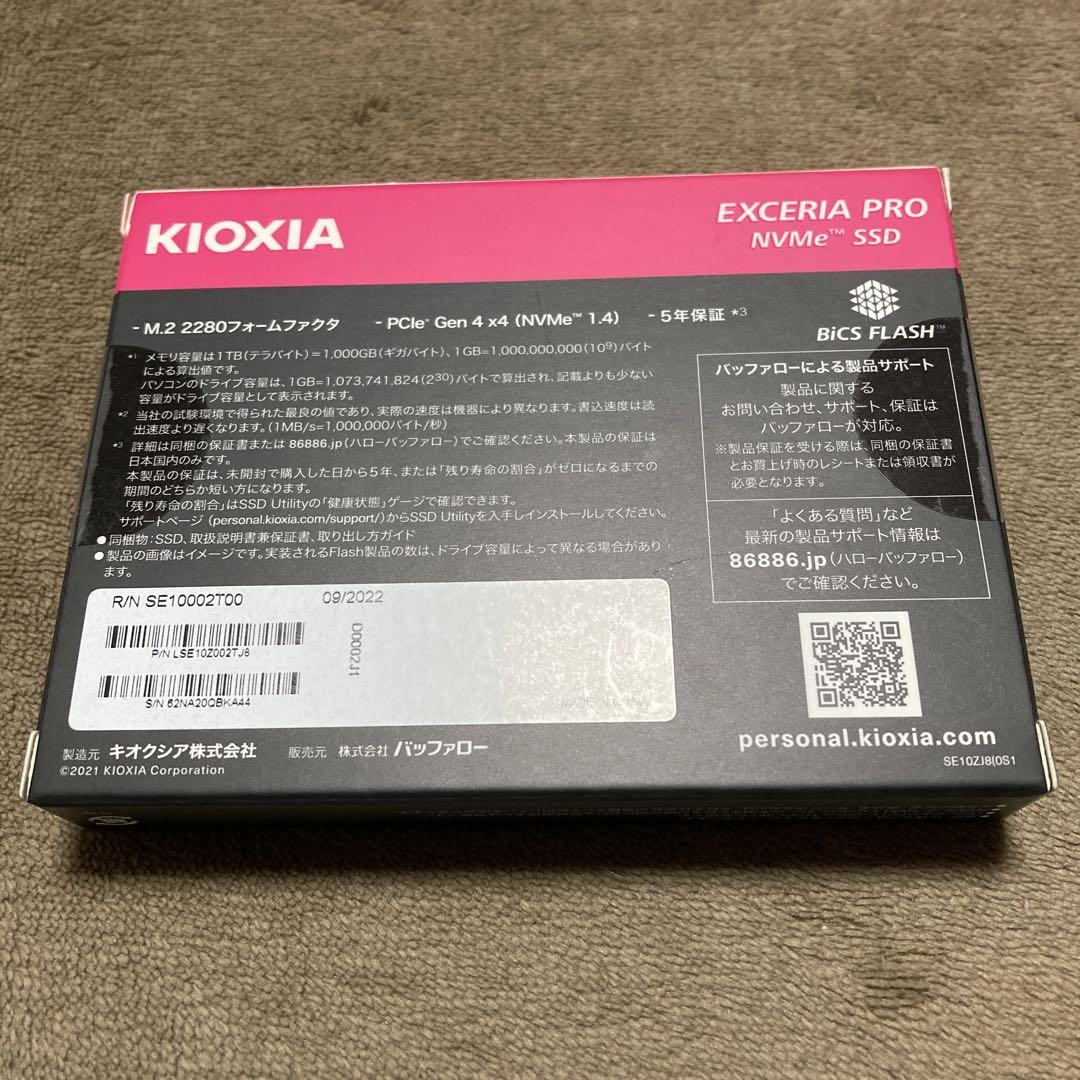 KIOXIA
EXCERIA PRO
NVMe™ SSD
- M.2 2280フォームファクタ - PCIe® Gen 4 x4 (NVMe™ 1.4) - 5年保証 *3
BiCS FLASH™
*1 メモリ容量は1TB(テラバイト)=1,000GB(ギガバイト)、1GB=1,000,000,000(10⁹)バイト
による算出値です。
パソコンのドライブ容量は、1GB=1,073,741,824(2³⁰)バイトで算出され、記載よりも少ない
容量がドライブ容量として表示されます。
*2 当社の試験環境で得られた最良の値であり、実際の速度は機器により異なります。書込速度は読
出速度より遅くなります。(1MB/s=1,000,000バイト/秒)
*3 詳細は同梱の保証書または 86886.jp(ハローバッファロー)でご確認ください。本製品の保証は
日本国内のみです。
本製品の保証は、未開封で購入した日から5年、または「残り寿命の割合」がゼロになるまでの
期間のどちらか短い方になります。
「残り寿命の割合」はSSD Utilityの「健康状態」ゲージで確認できます。
サポートページ (personal.kioxia.com/support/)からSSD Utilityを入手しインストールしてください。
●同梱物:SSD、取扱説明書兼保証書、取り出し方ガイド
●製品の画像はイメージです。実装されるFlash製品の数は、ドライブ容量によって異なる場合があり
ます。
バッファローによる製品サポート
製品に関する
お問い合わせ、サポート、保証は
バッファローが対応。
※製品保証を受ける際は、同梱の保証書
とお買上げ時のレシートまたは領収書が
必要となります。
「よくある質問」など
最新の製品サポート情報は
86886.jp(ハローバッファロー)
でご確認ください。
R/N SE10002T00 09/2022
P/N LSE10Z002TJ8
D0002J1
S/N 62NA20QBKA44
MADE IN CHINA
製造元 キオクシア株式会社 販売元 株式会社 バッファロー
©2021 KIOXIA Corporation
personal.kioxia.com
SE10ZJ8(0S1